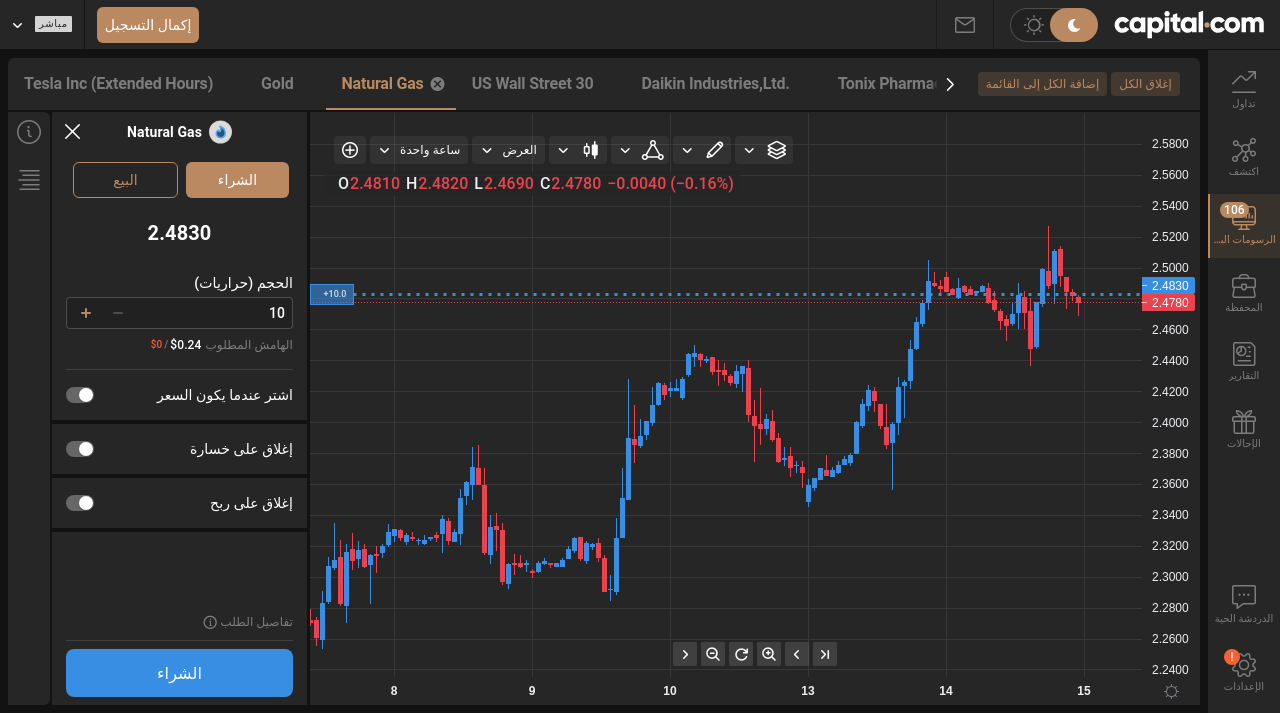 مباشر
إكمال التسجيل
capital.com
Tesla Inc (Extended Hours)
Gold
Natural Gas
US Wall Street 30
Daikin Industries,Ltd.
Tonix Pharmac
إضافة الكل إلى القائمة
إغلاق الكل
Natural Gas
البيع
الشراء
2.4830
الحجم (حراريات)
10
الهامش المطلوب $0.24 / $0
اشتر عندما يكون السعر
إغلاق على خسارة
إغلاق على ربح
تفاصيل الطلب
الشراء
ساعة واحدة
العرض
O2.4810 H2.4820 L2.4690 C2.4780 −0.0040 (−0.16%)
+10.0
2.5800
2.5600
2.5400
2.5200
2.5000
2.4830
2.4780
2.4600
2.4400
2.4200
2.4000
2.3800
2.3600
2.3400
2.3200
2.3000
2.2800
2.2600
2.2400
8
9
10
13
14
15
تداول
اكتشف
106
الرسومات الب...
المحفظة
التقارير
الإحالات
الدردشة الحية
!
الإعدادات